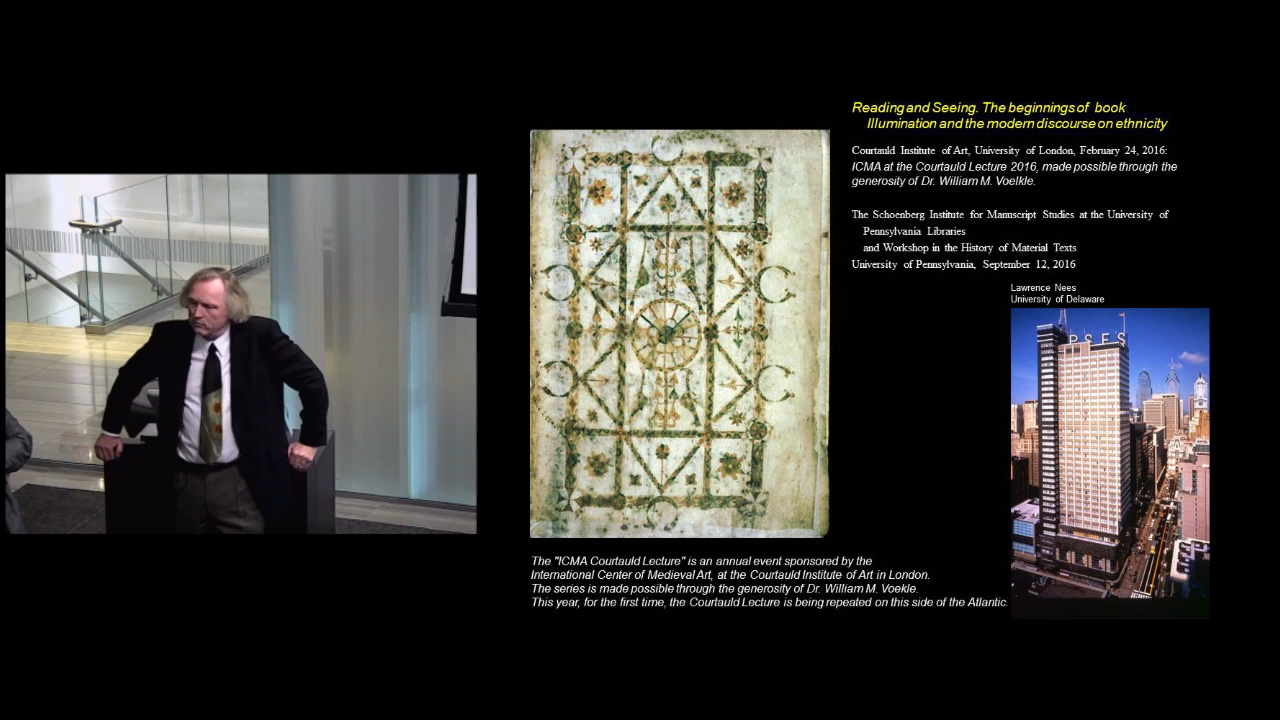 Reading and Seeing. The beginnings of book
Illumination and the modern discourse on ethnicity
Courtauld Institute of Art, University of London, February 24, 2016:
ICMA at the Courtauld Lecture 2016, made possible through the
generosity of Dr. William M. Voelkle.
The Schoenberg Institute for Manuscript Studies at the University of
Pennsylvania Libraries
and Workshop in the History of Material Texts
University of Pennsylvania, September 12, 2016
Lawrence Nees
University of Delaware
PSFS
The "ICMA Courtauld Lecture" is an annual event sponsored by the
International Center of Medieval Art, at the Courtauld Institute of Art in London.
The series is made possible through the generosity of Dr. William M. Voekle.
This year, for the first time, the Courtauld Lecture is being repeated on this side of the Atlantic.